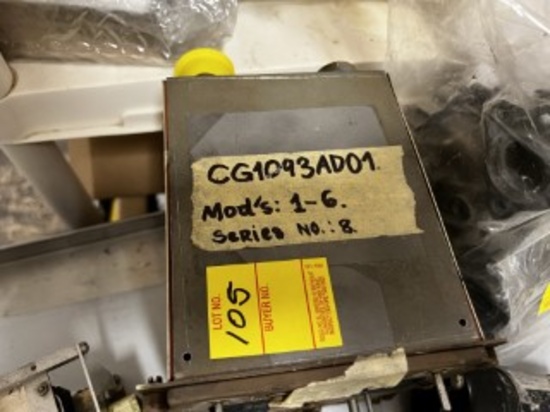 CG1093AD01.
Mod's: 1-6.
Series No.: 8.
LOT NO.
105
BUYER NO.